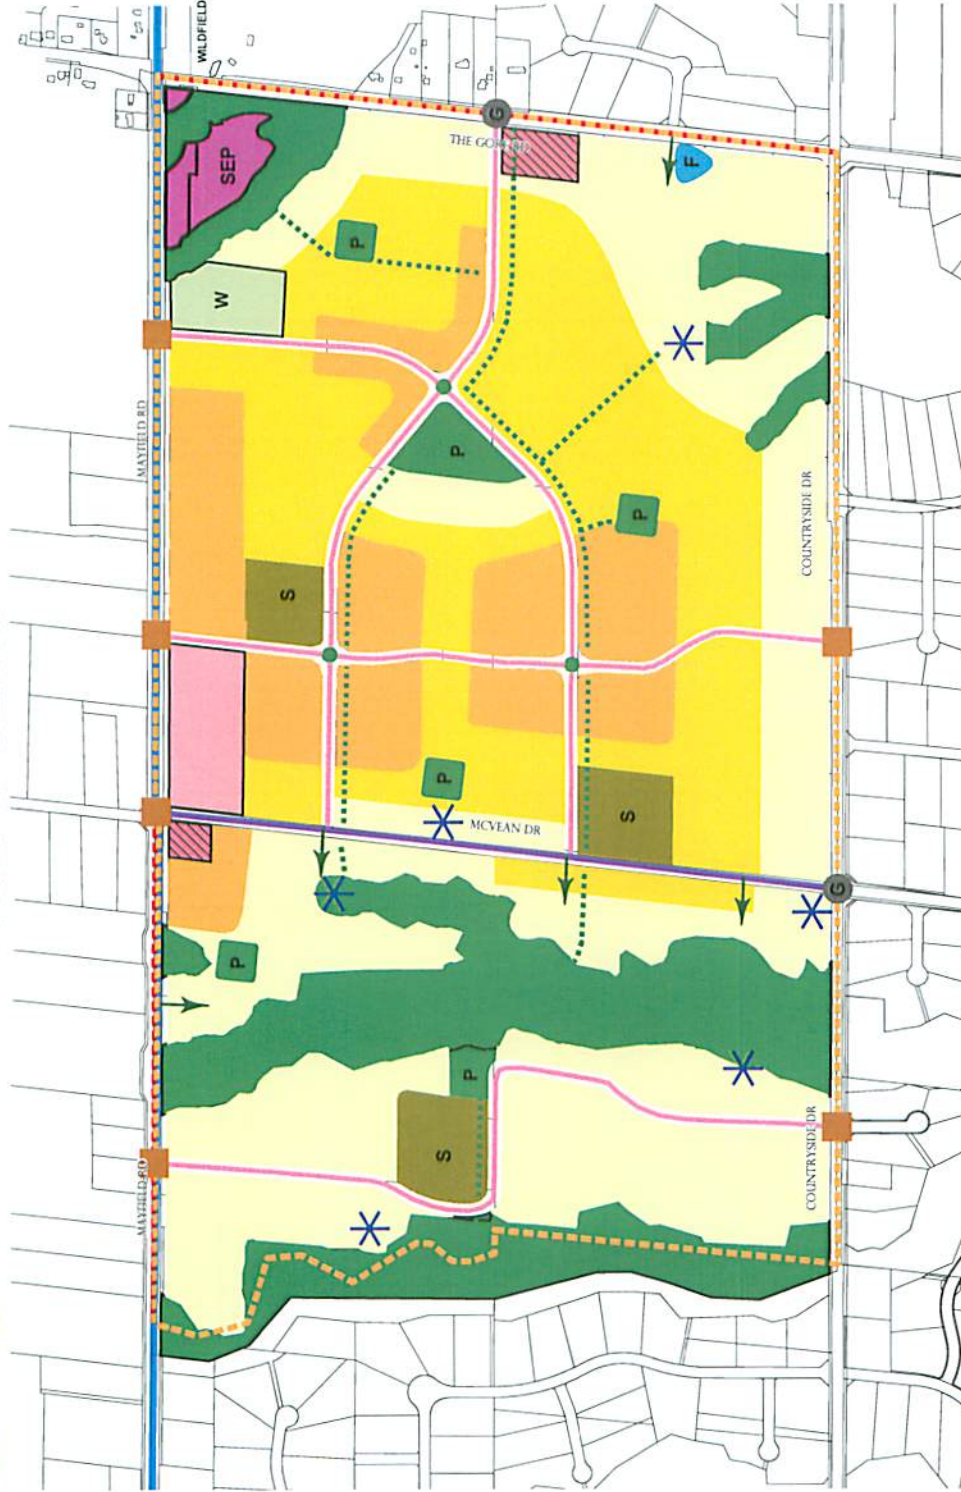 WILDFIELD
SEP
THE GORE RD
G
F
P
W
MAYFIELD RD
P
P
S
COUNTRYSIDE DR
P
S
MCVEAN DR
G
P
P
S
MAYFIELD RD
COUNTRYSIDE DR